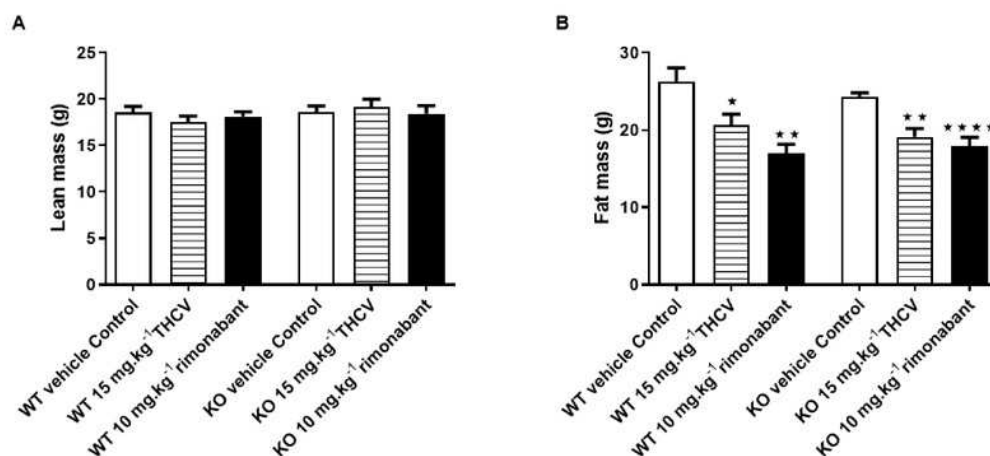 A
Lean mass (g)
25
20
15
10
5
0
WT vehicle Control
WT 15 mg.kg⁻¹ THCV
WT 10 mg.kg⁻¹ rimonabant
KO vehicle Control
KO 15 mg.kg⁻¹ THCV
KO 10 mg.kg⁻¹ rimonabant
B
Fat mass (g)
30
20
10
0
★
★★
★★
★★★★
WT vehicle Control
WT 15 mg.kg⁻¹ THCV
WT 10 mg.kg⁻¹ rimonabant
KO vehicle Control
KO 15 mg.kg⁻¹ THCV
KO 10 mg.kg⁻¹ rimonabant